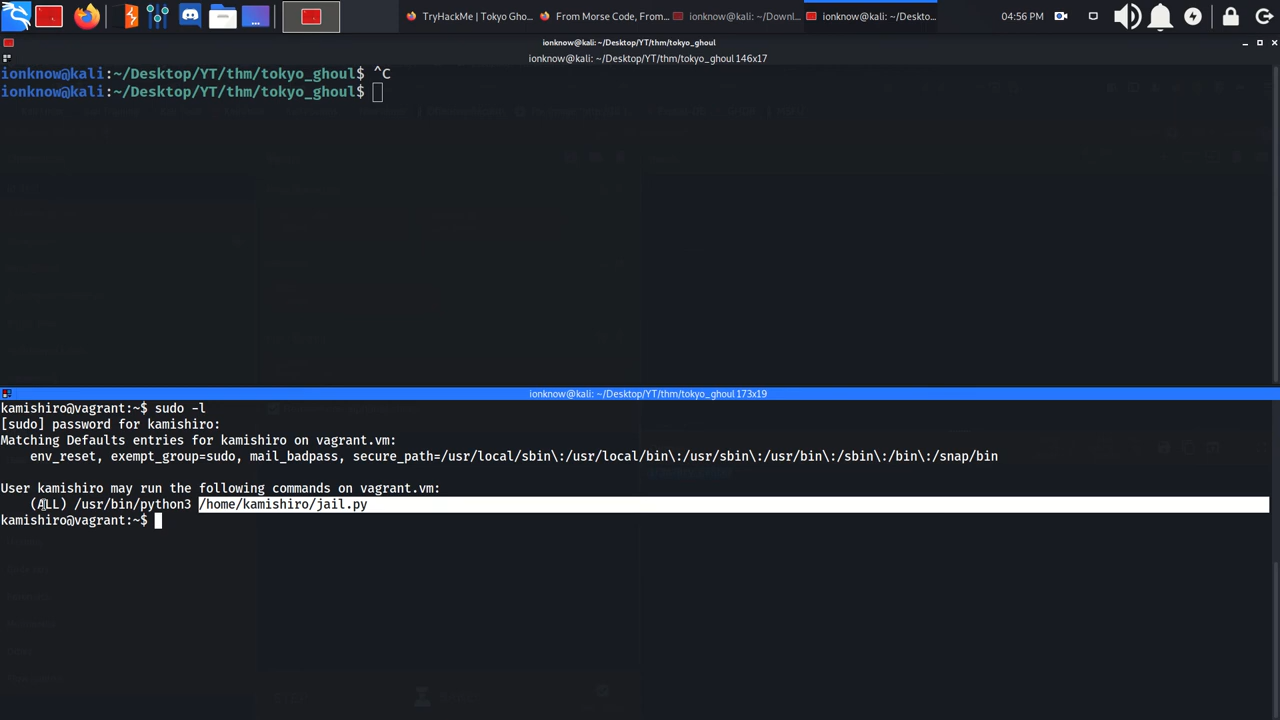 TryHackMe | Tokyo Gho...
From Morse Code, From...
ionknow@kali: ~/Downl...
ionknow@kali: ~/Deskto...
04:56 PM
ionknow@kali: ~/Desktop/YT/thm/tokyo_ghoul
ionknow@kali: ~/Desktop/YT/thm/tokyo_ghoul 146x17
ionknow@kali:~/Desktop/YT/thm/tokyo_ghoul$ ^C
ionknow@kali:~/Desktop/YT/thm/tokyo_ghoul$
ionknow@kali: ~/Desktop/YT/thm/tokyo_ghoul 173x19
kamishiro@vagrant:~$ sudo -l
[sudo] password for kamishiro:
Matching Defaults entries for kamishiro on vagrant.vm:
env_reset, exempt_group=sudo, mail_badpass, secure_path=/usr/local/sbin\:/usr/local/bin\:/usr/sbin\:/usr/bin\:/sbin\:/bin\:/snap/bin
User kamishiro may run the following commands on vagrant.vm:
(ALL) /usr/bin/python3 /home/kamishiro/jail.py
kamishiro@vagrant:~$